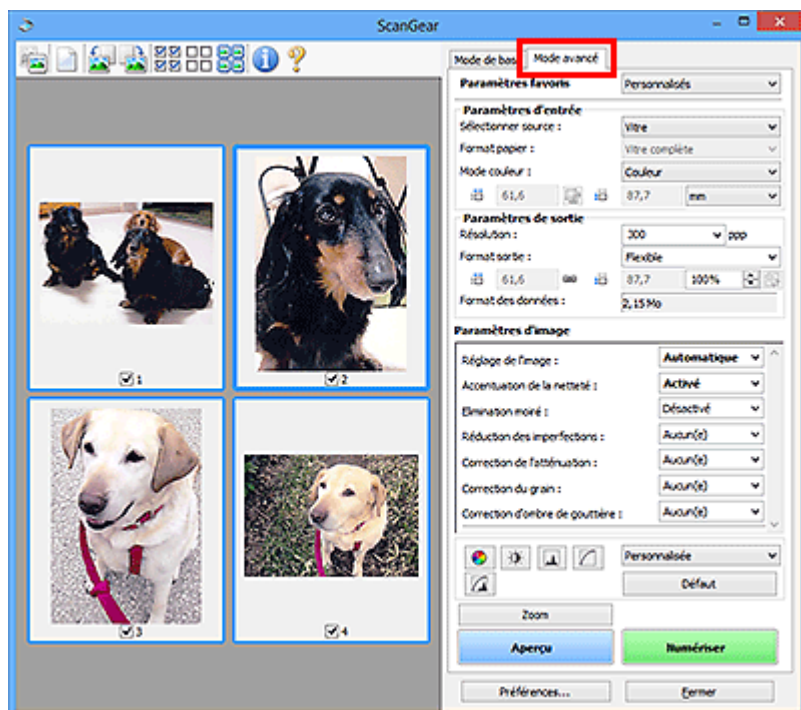 ScanGear
Mode de bas
Mode avancé
Paramètres favoris
Personnalisés
Paramètres d'entrée
Sélectionner source :
Vitre
Format papier :
Vitre complète
Mode couleur :
Couleur
61,6
87,7
mm
Paramètres de sortie
Résolution :
300
ppp
Format sortie :
Flexible
61,6
87,7
100%
Format des données :
2,15 Mo
Paramètres d'image
Réglage de l'image :
Automatique
Accentuation de la netteté :
Activé
Elimination moiré :
Désactivé
Réduction des imperfections :
Aucun(e)
Correction de l'atténuation :
Aucun(e)
Correction du grain :
Aucun(e)
Correction d'ombre de gouttière :
Aucun(e)
Personnalisée
Défaut
Zoom
Aperçu
Numériser
Préférences...
Fermer
1
2
3
4